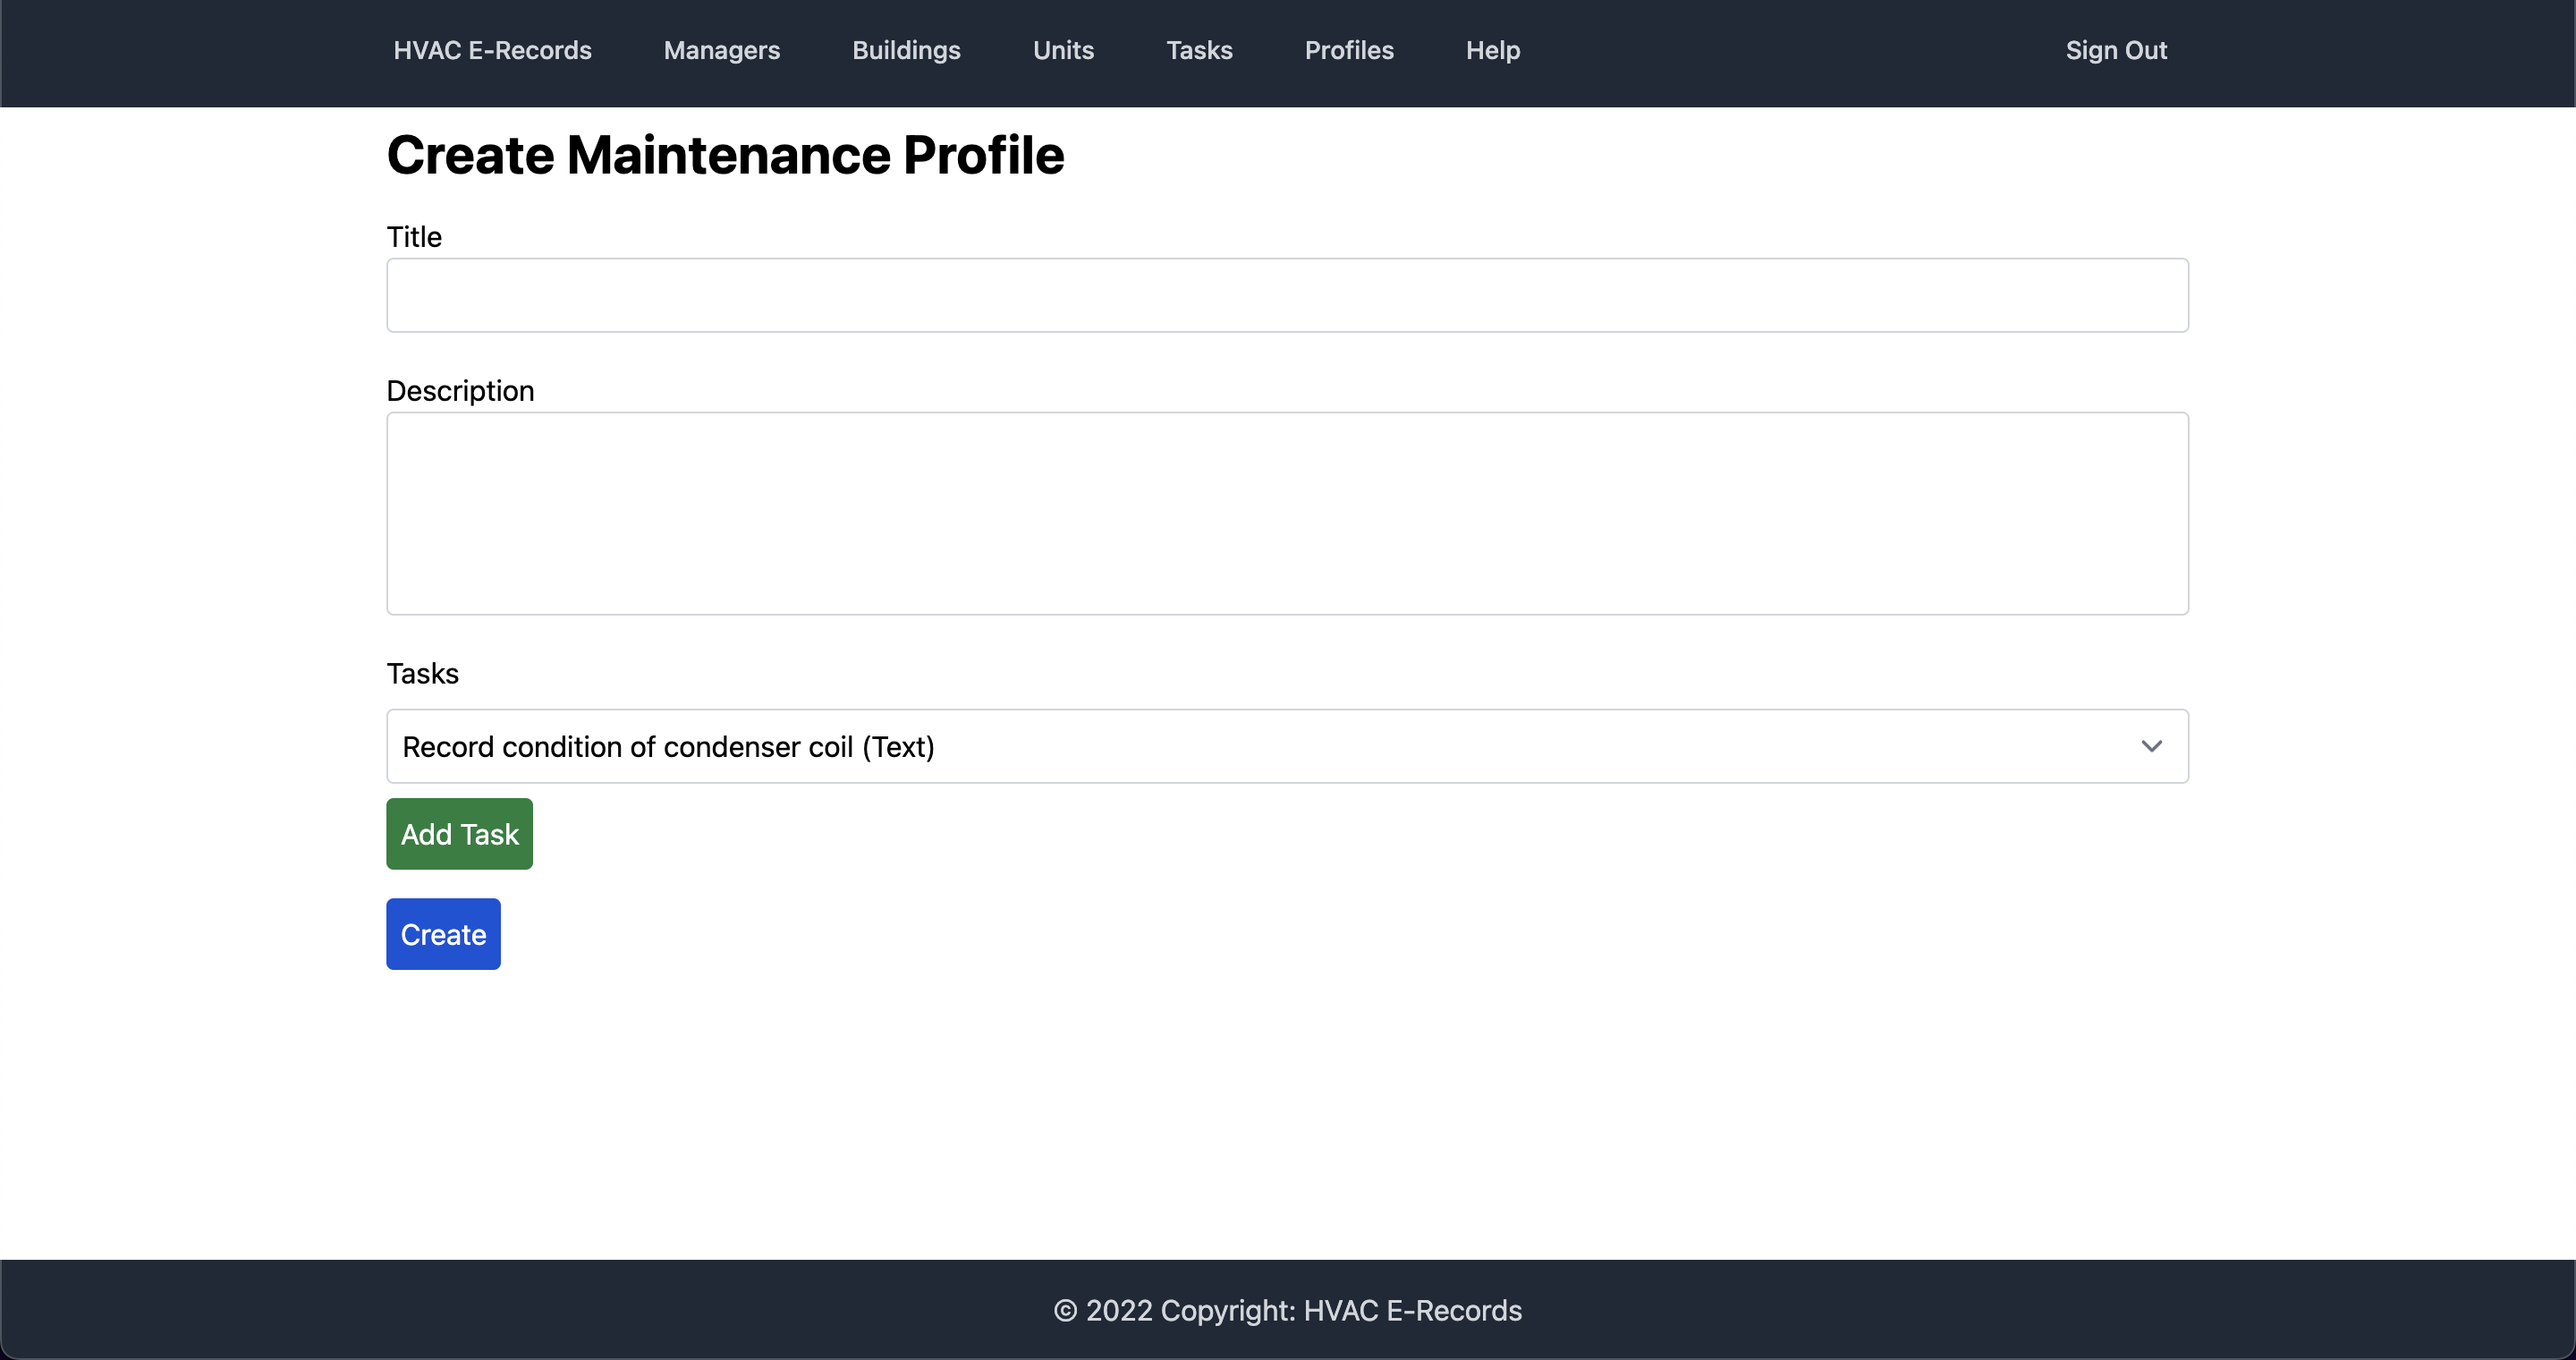 HVAC E-Records Managers Buildings Units Tasks Profiles Help Sign Out
Create Maintenance Profile
Title
Description
Tasks
Record condition of condenser coil (Text)
Add Task
Create
© 2022 Copyright: HVAC E-Records